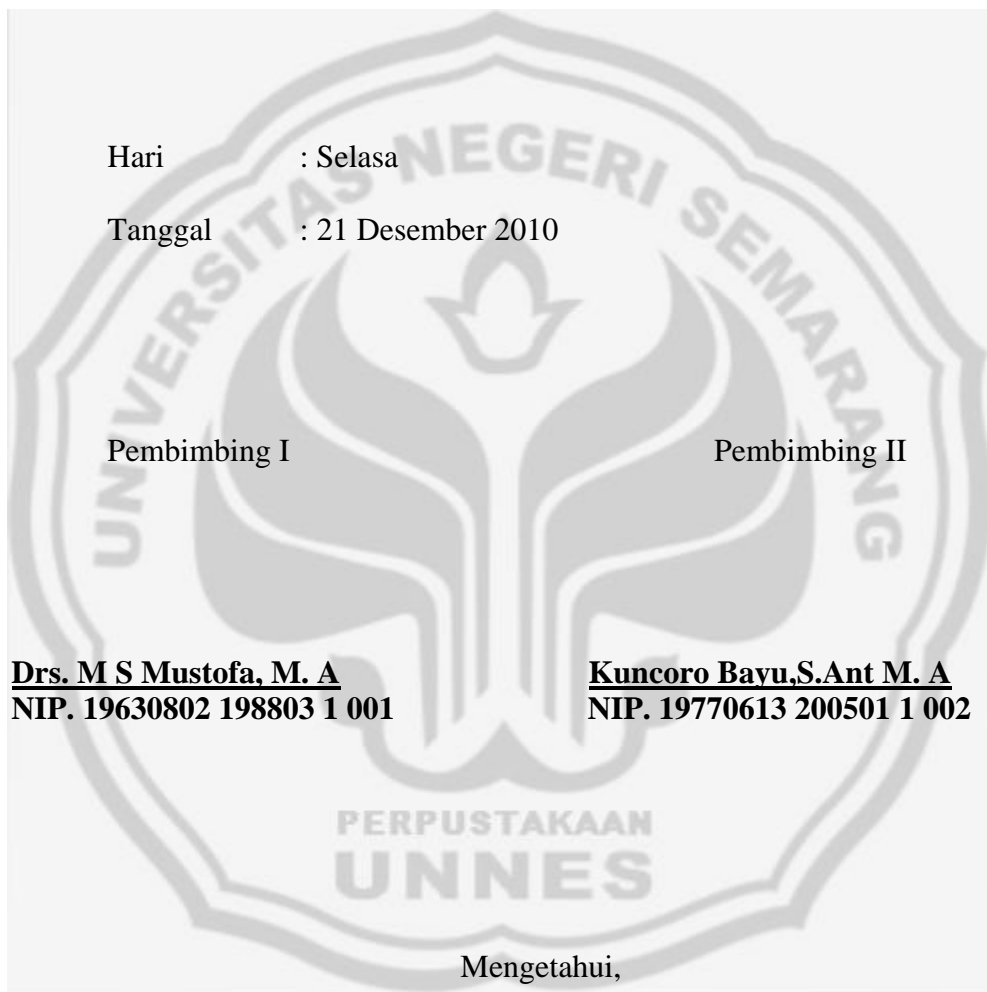 Hari : Selasa
Tanggal : 21 Desember 2010
Pembimbing I Pembimbing II
Drs. M S Mustofa, M. A Kuncoro Bayu,S.Ant M. A
NIP. 19630802 198803 1 001 NIP. 19770613 200501 1 002
Mengetahui,
UNIVERSITAS NEGERI SEMARANG
PERPUSTAKAAN
UNNES